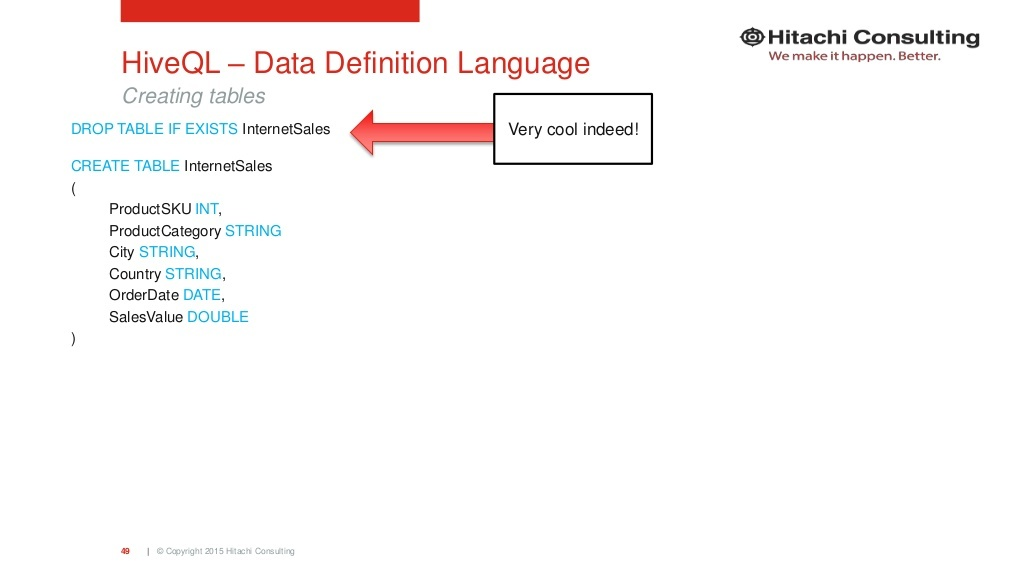 Hitachi Consulting
We make it happen. Better.
HiveQL – Data Definition Language
Creating tables
DROP TABLE IF EXISTS InternetSales
Very cool indeed!
CREATE TABLE InternetSales
(
ProductSKU INT,
ProductCategory STRING
City STRING,
Country STRING,
OrderDate DATE,
SalesValue DOUBLE
)
49 | © Copyright 2015 Hitachi Consulting